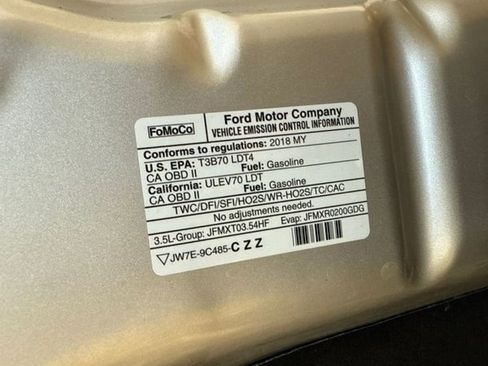 FoMoCo
Ford Motor Company
VEHICLE EMISSION CONTROL INFORMATION
Conforms to regulations: 2018 MY
U.S. EPA: T3B70 LDT4
CA OBD II Fuel: Gasoline
California: ULEV70 LDT
CA OBD II Fuel: Gasoline
TWC/DFI/SFI/HO2S/WR-HO2S/TC/CAC
No adjustments needed.
3.5L-Group: JFMXT03.54HF Evap: JFMXR0200GDG
▽JW7E-9C485-CZZ